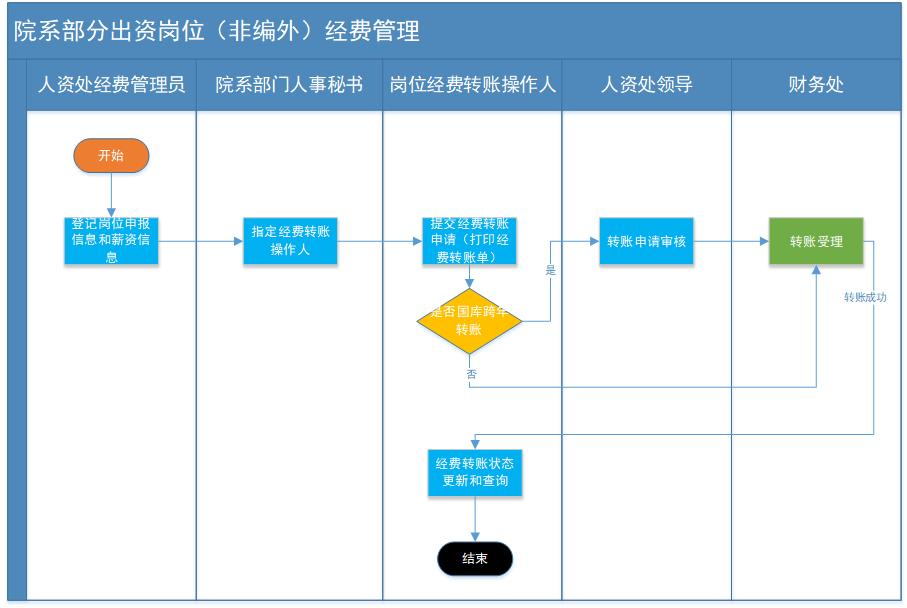 院系部分出资岗位（非编外）经费管理
人资处经费管理员
院系部门人事秘书
岗位经费转账操作人
人资处领导
财务处
开始
登记岗位申报
信息和薪资信
息
指定经费转账
操作人
提交经费转账
申请（打印经
费转账单）
转账申请审核
转账受理
是
是否国库跨年
转账
转账成功
否
经费转账状态
更新和查询
结束